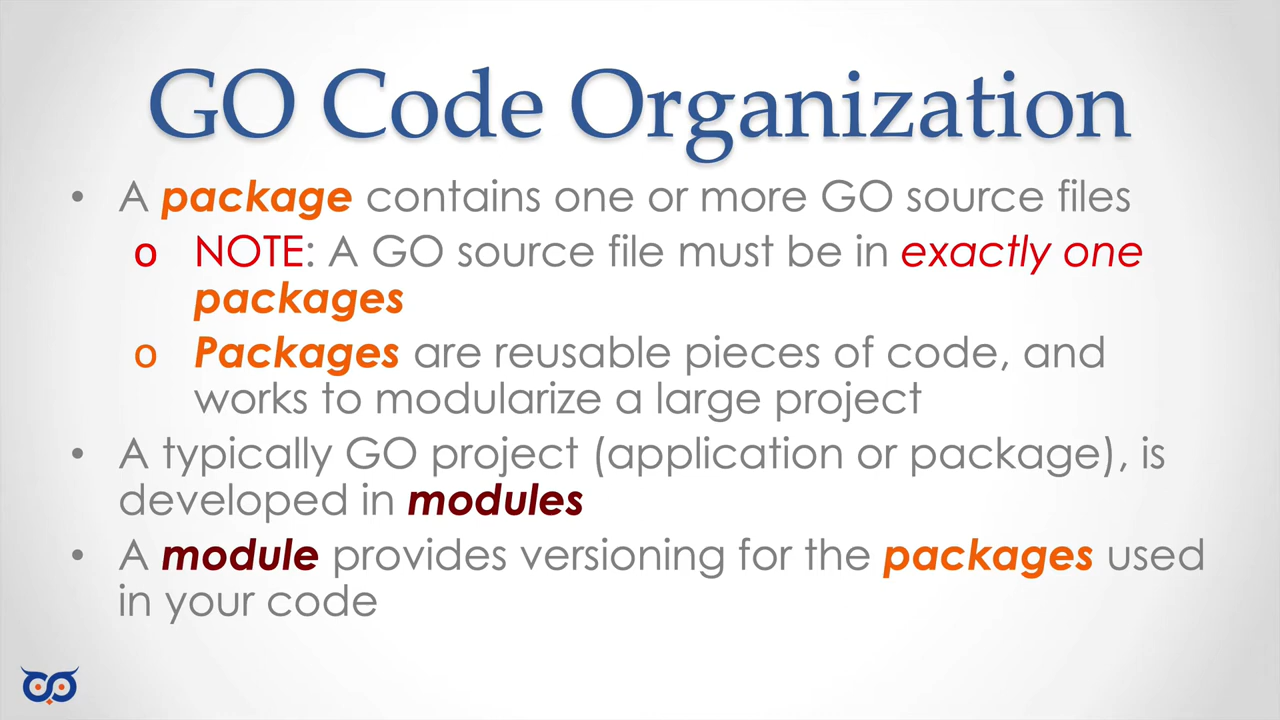 GO Code Organization
• A package contains one or more GO source files
o NOTE: A GO source file must be in exactly one
packages
o Packages are reusable pieces of code, and
works to modularize a large project
• A typically GO project (application or package), is
developed in modules
• A module provides versioning for the packages used
in your code